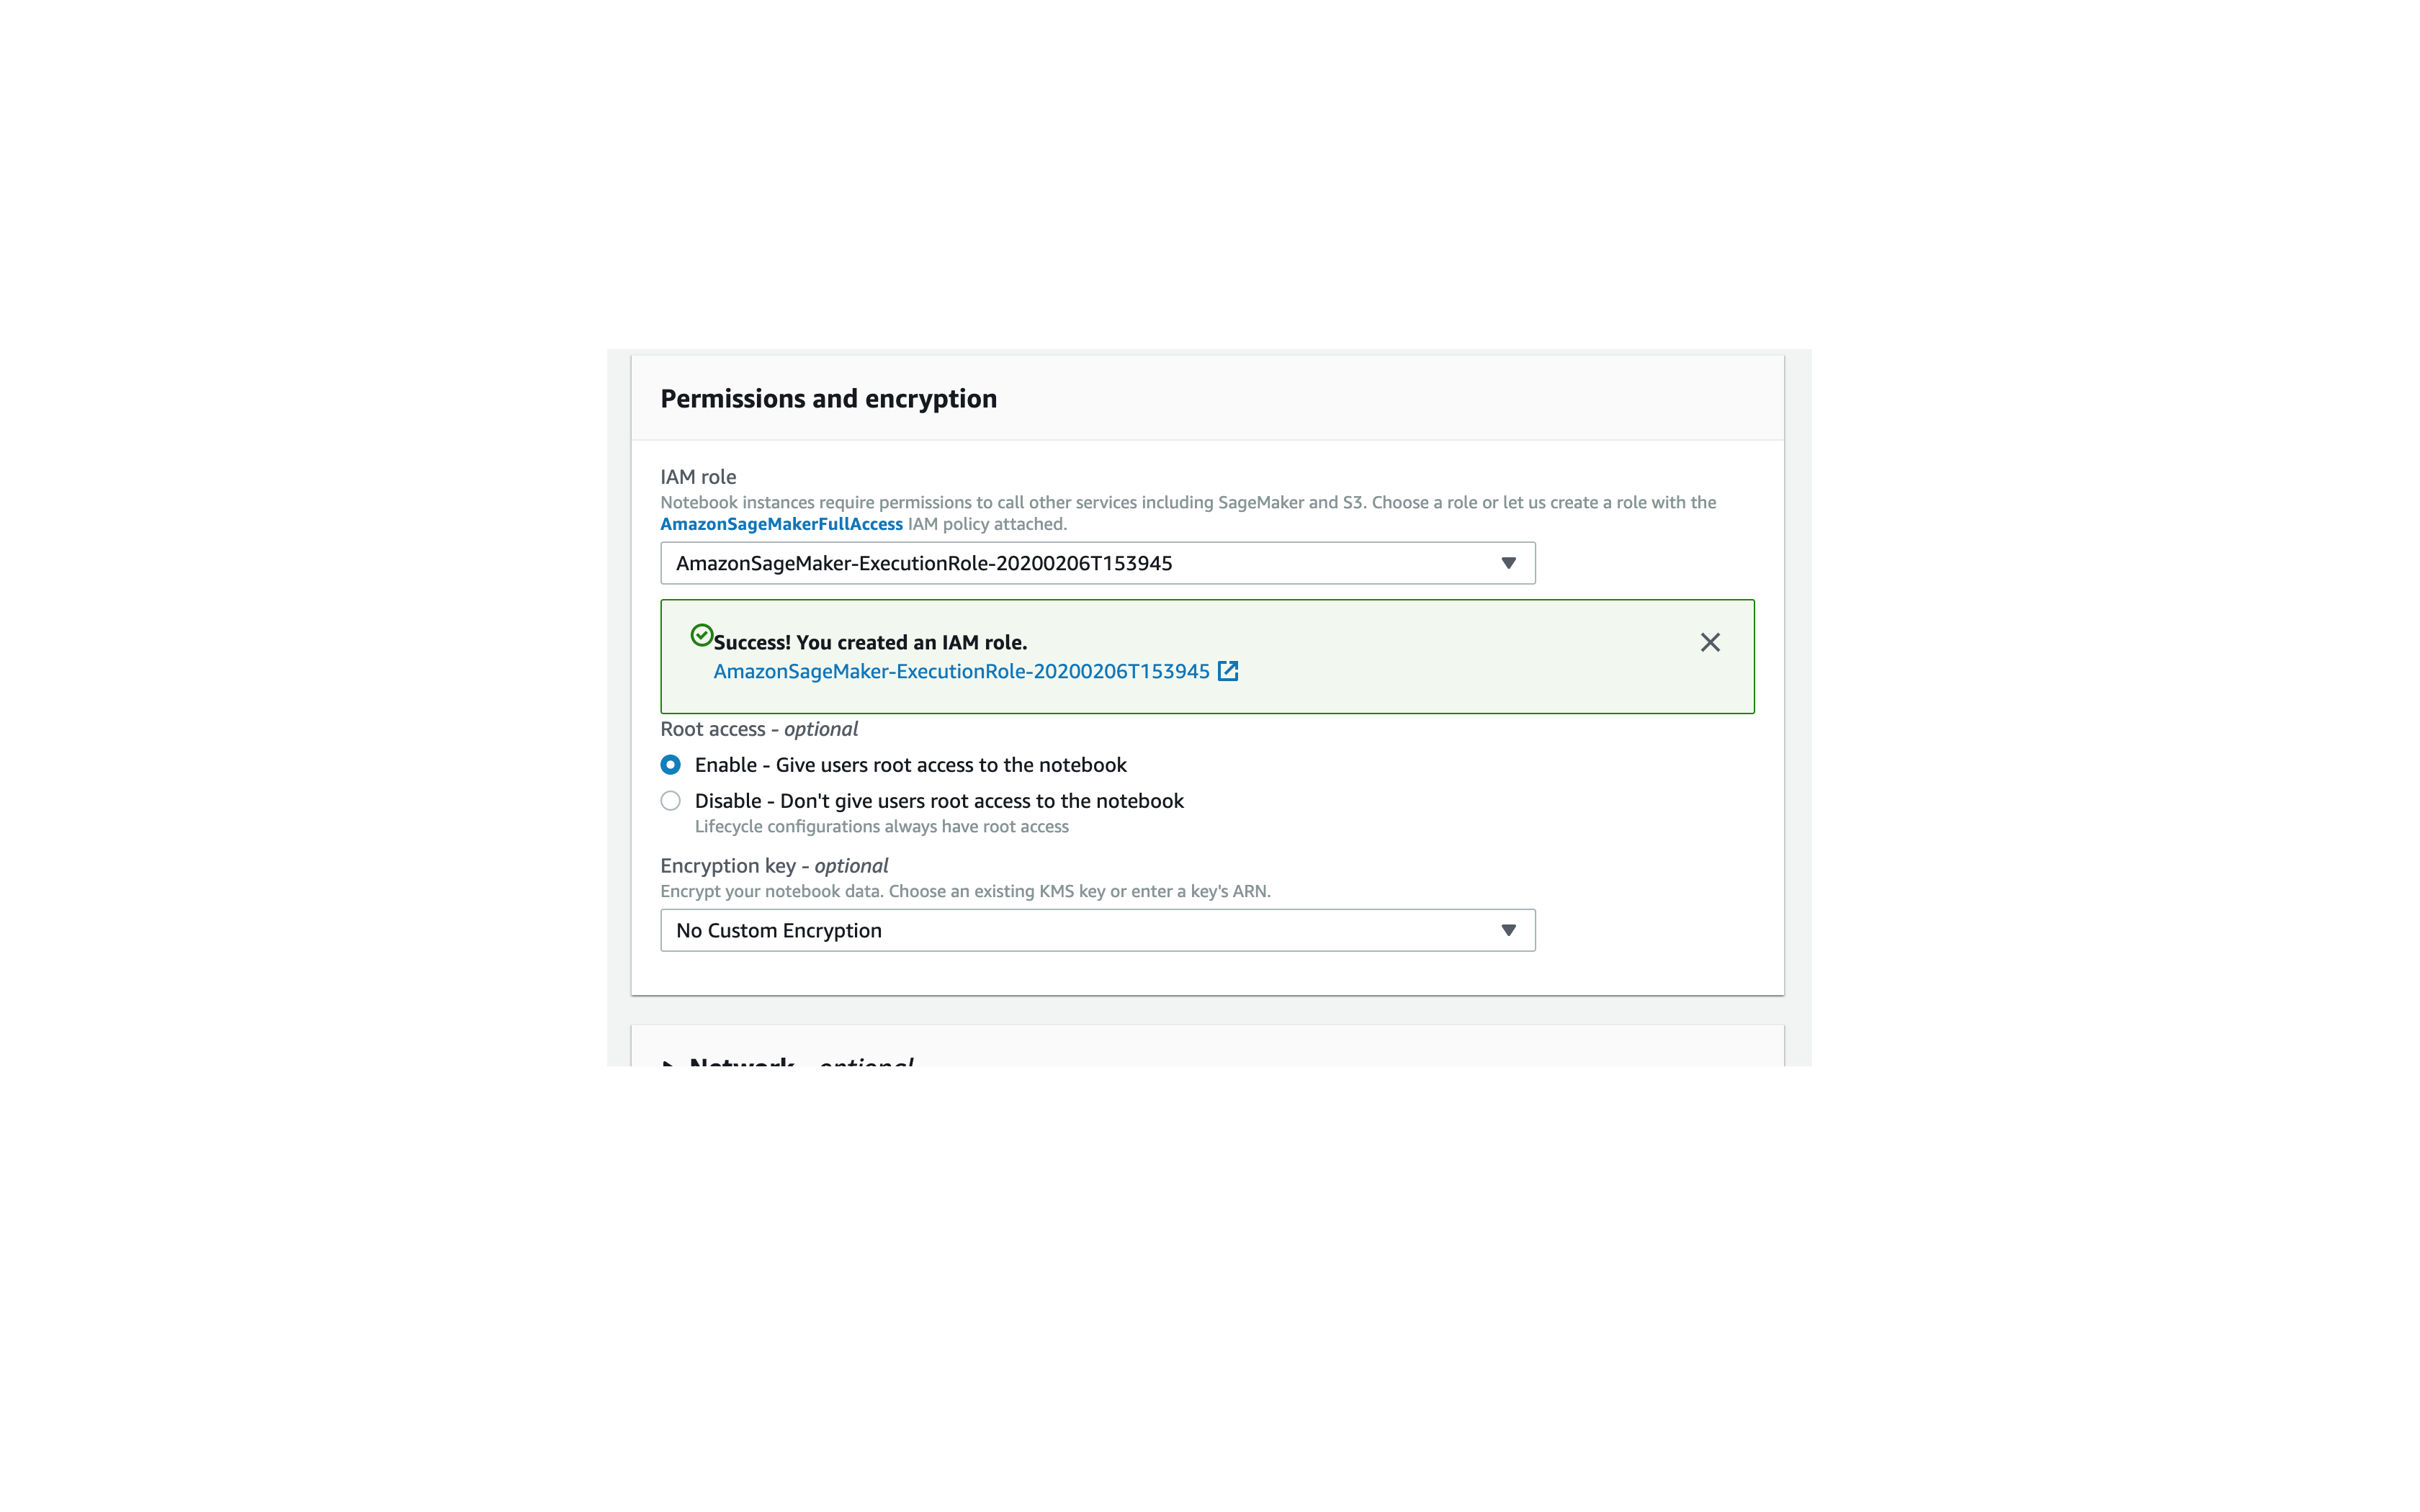 Permissions and encryption
IAM role
Notebook instances require permissions to call other services including SageMaker and S3. Choose a role or let us create a role with the
AmazonSageMakerFullAccess IAM policy attached.
AmazonSageMaker-ExecutionRole-20200206T153945
Success! You created an IAM role.
AmazonSageMaker-ExecutionRole-20200206T153945
Root access - optional
Enable - Give users root access to the notebook
Disable - Don't give users root access to the notebook
Lifecycle configurations always have root access
Encryption key - optional
Encrypt your notebook data. Choose an existing KMS key or enter a key's ARN.
No Custom Encryption
Network - optional